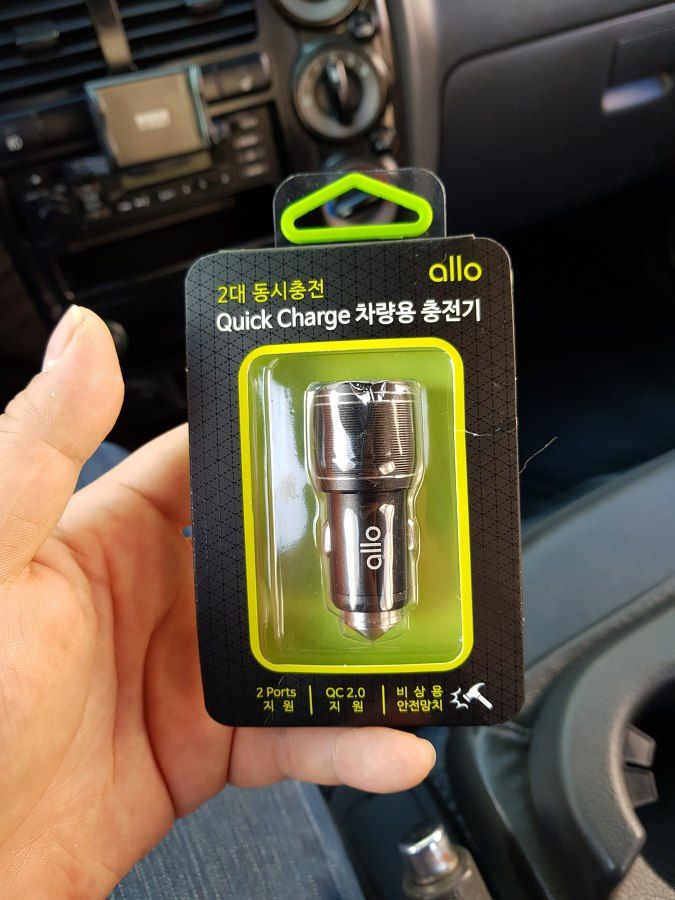 allo
2대 동시충전
Quick Charge 차량용 충전기
allo
2 Ports
지 원
QC 2.0
지 원
비 상 용
안전망치